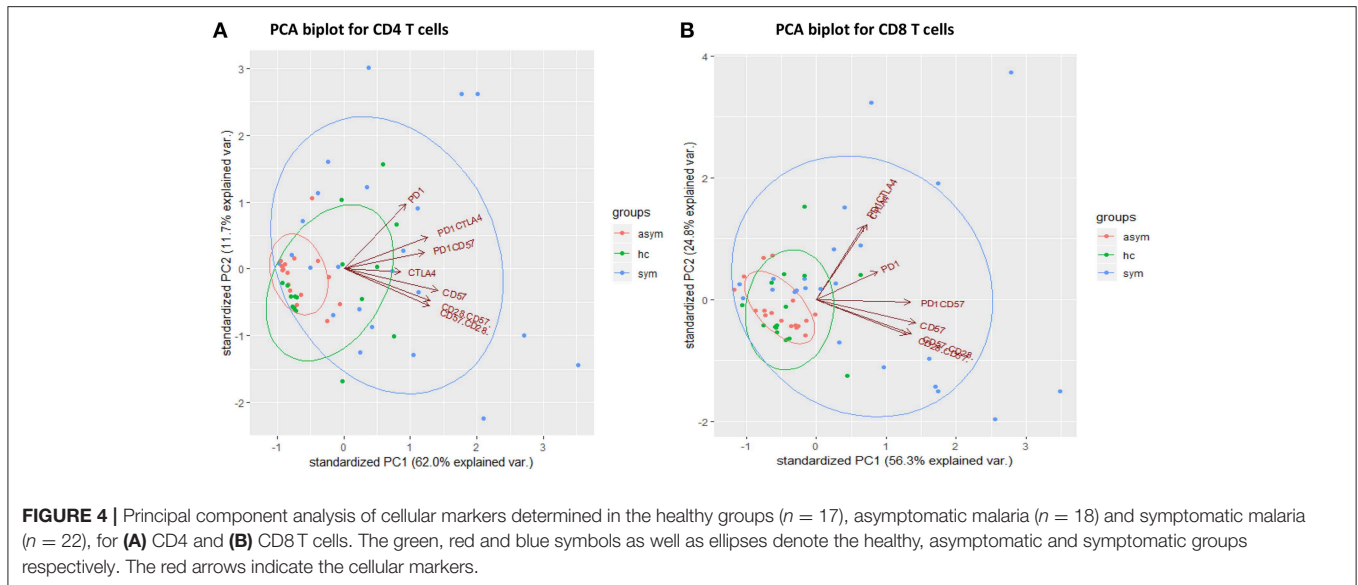 A PCA biplot for CD4 T cells
3
2
1
0
-1
-2
standardized PC2 (11.7% explained var.)
PD1
PD1CTLA4
PD1CD57
CTLA4
CD57
CD28.CD57
CD57.CD28.
-1 0 1 2 3
standardized PC1 (62.0% explained var.)
groups
asym
hc
sym
B PCA biplot for CD8 T cells
4
2
0
-2
standardized PC2 (24.8% explained var.)
PD1CTLA4
CTLA4
PD1
PD1CD57
CD57
CD57.CD28.
CD28.CD57.
-1 0 1 2 3
standardized PC1 (56.3% explained var.)
groups
asym
hc
sym
FIGURE 4 | Principal component analysis of cellular markers determined in the healthy groups (n = 17), asymptomatic malaria (n = 18) and symptomatic malaria
(n = 22), for (A) CD4 and (B) CD8 T cells. The green, red and blue symbols as well as ellipses denote the healthy, asymptomatic and symptomatic groups
respectively. The red arrows indicate the cellular markers.